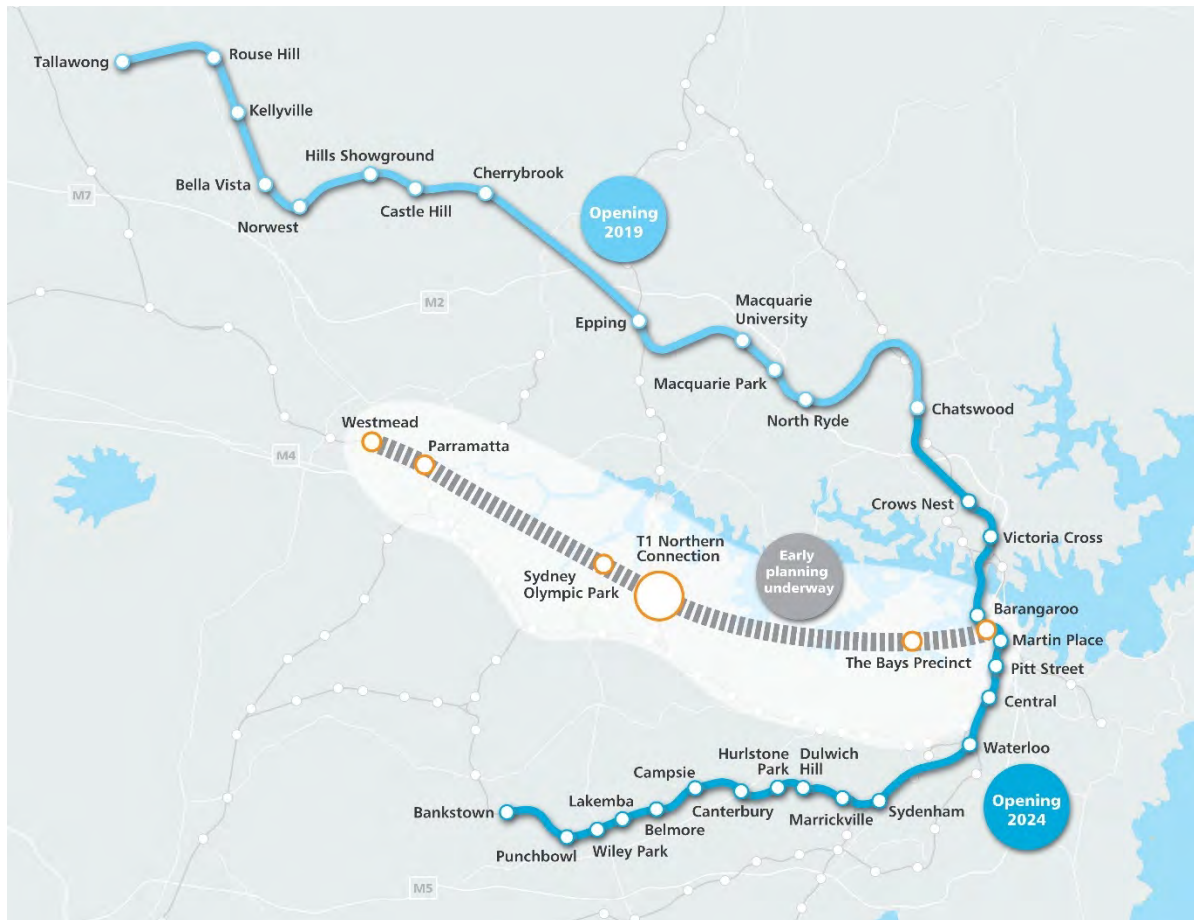 Tallawong
Rouse Hill
Kellyville
Hills Showground
Cherrybrook
Bella Vista
M7
Norwest
Castle Hill
Opening
2019
M2
Epping
Macquarie
University
Macquarie Park
North Ryde
Chatswood
Westmead
Parramatta
M4
Crows Nest
Victoria Cross
T1 Northern
Connection
Early
planning
underway
Sydney
Olympic Park
Barangaroo
Martin Place
The Bays Precinct
Pitt Street
Central
Waterloo
Hurlstone
Park
Dulwich
Hill
Campsie
Lakemba
Bankstown
Canterbury
Sydenham
Marrickville
Belmore
Wiley Park
Punchbowl
Opening
2024
M5